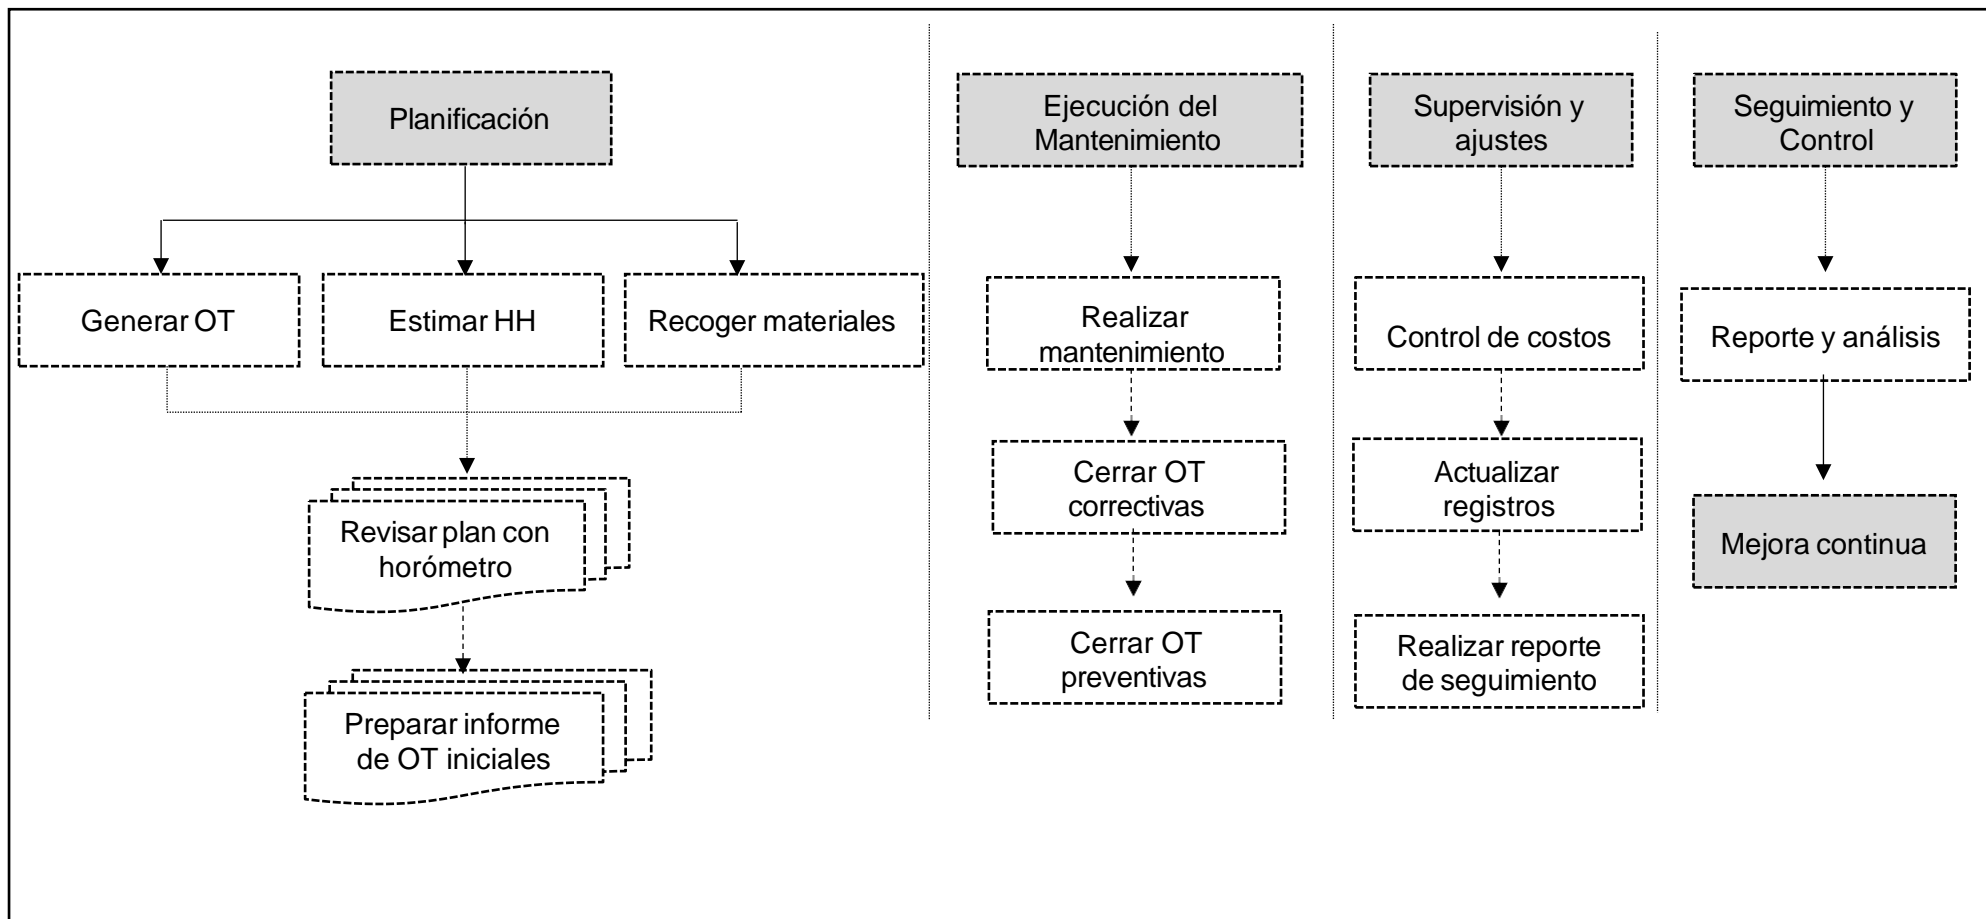 Planificación
Generar OT
Estimar HH
Recoger materiales
Revisar plan con
horómetro
Preparar informe
de OT iniciales
Ejecución del
Mantenimiento
Realizar
mantenimiento
Cerrar OT
correctivas
Cerrar OT
preventivas
Supervisión y
ajustes
Control de costos
Actualizar
registros
Realizar reporte
de seguimiento
Seguimiento y
Control
Reporte y análisis
Mejora continua